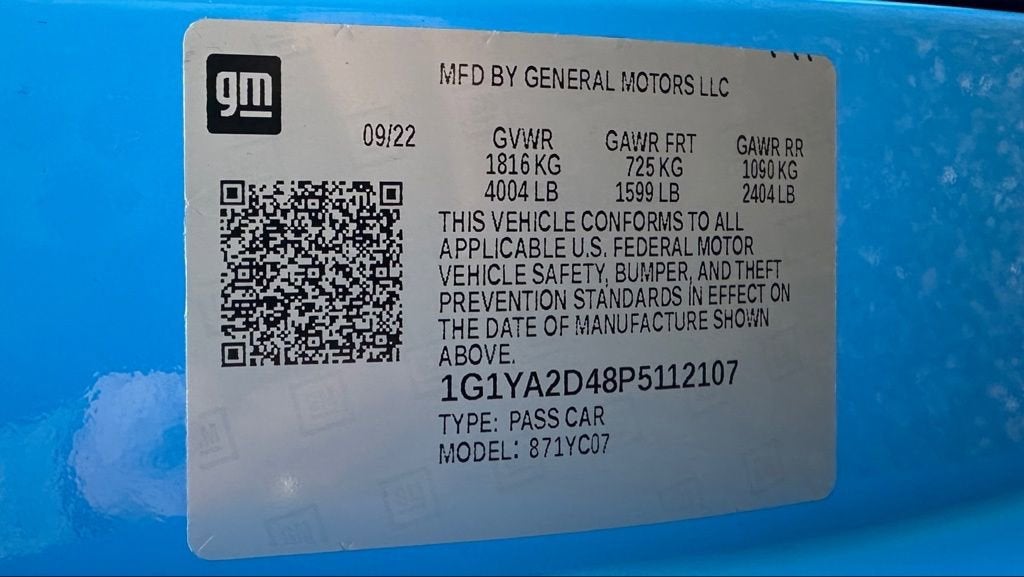 gm
MFD BY GENERAL MOTORS LLC
09/22 GVWR GAWR FRT GAWR RR
1816 KG 725 KG 1090 KG
4004 LB 1599 LB 2404 LB
THIS VEHICLE CONFORMS TO ALL
APPLICABLE U.S. FEDERAL MOTOR
VEHICLE SAFETY, BUMPER, AND THEFT
PREVENTION STANDARDS IN EFFECT ON
THE DATE OF MANUFACTURE SHOWN
ABOVE.
1G1YA2D48P5112107
TYPE: PASS CAR
MODEL: 871YC07